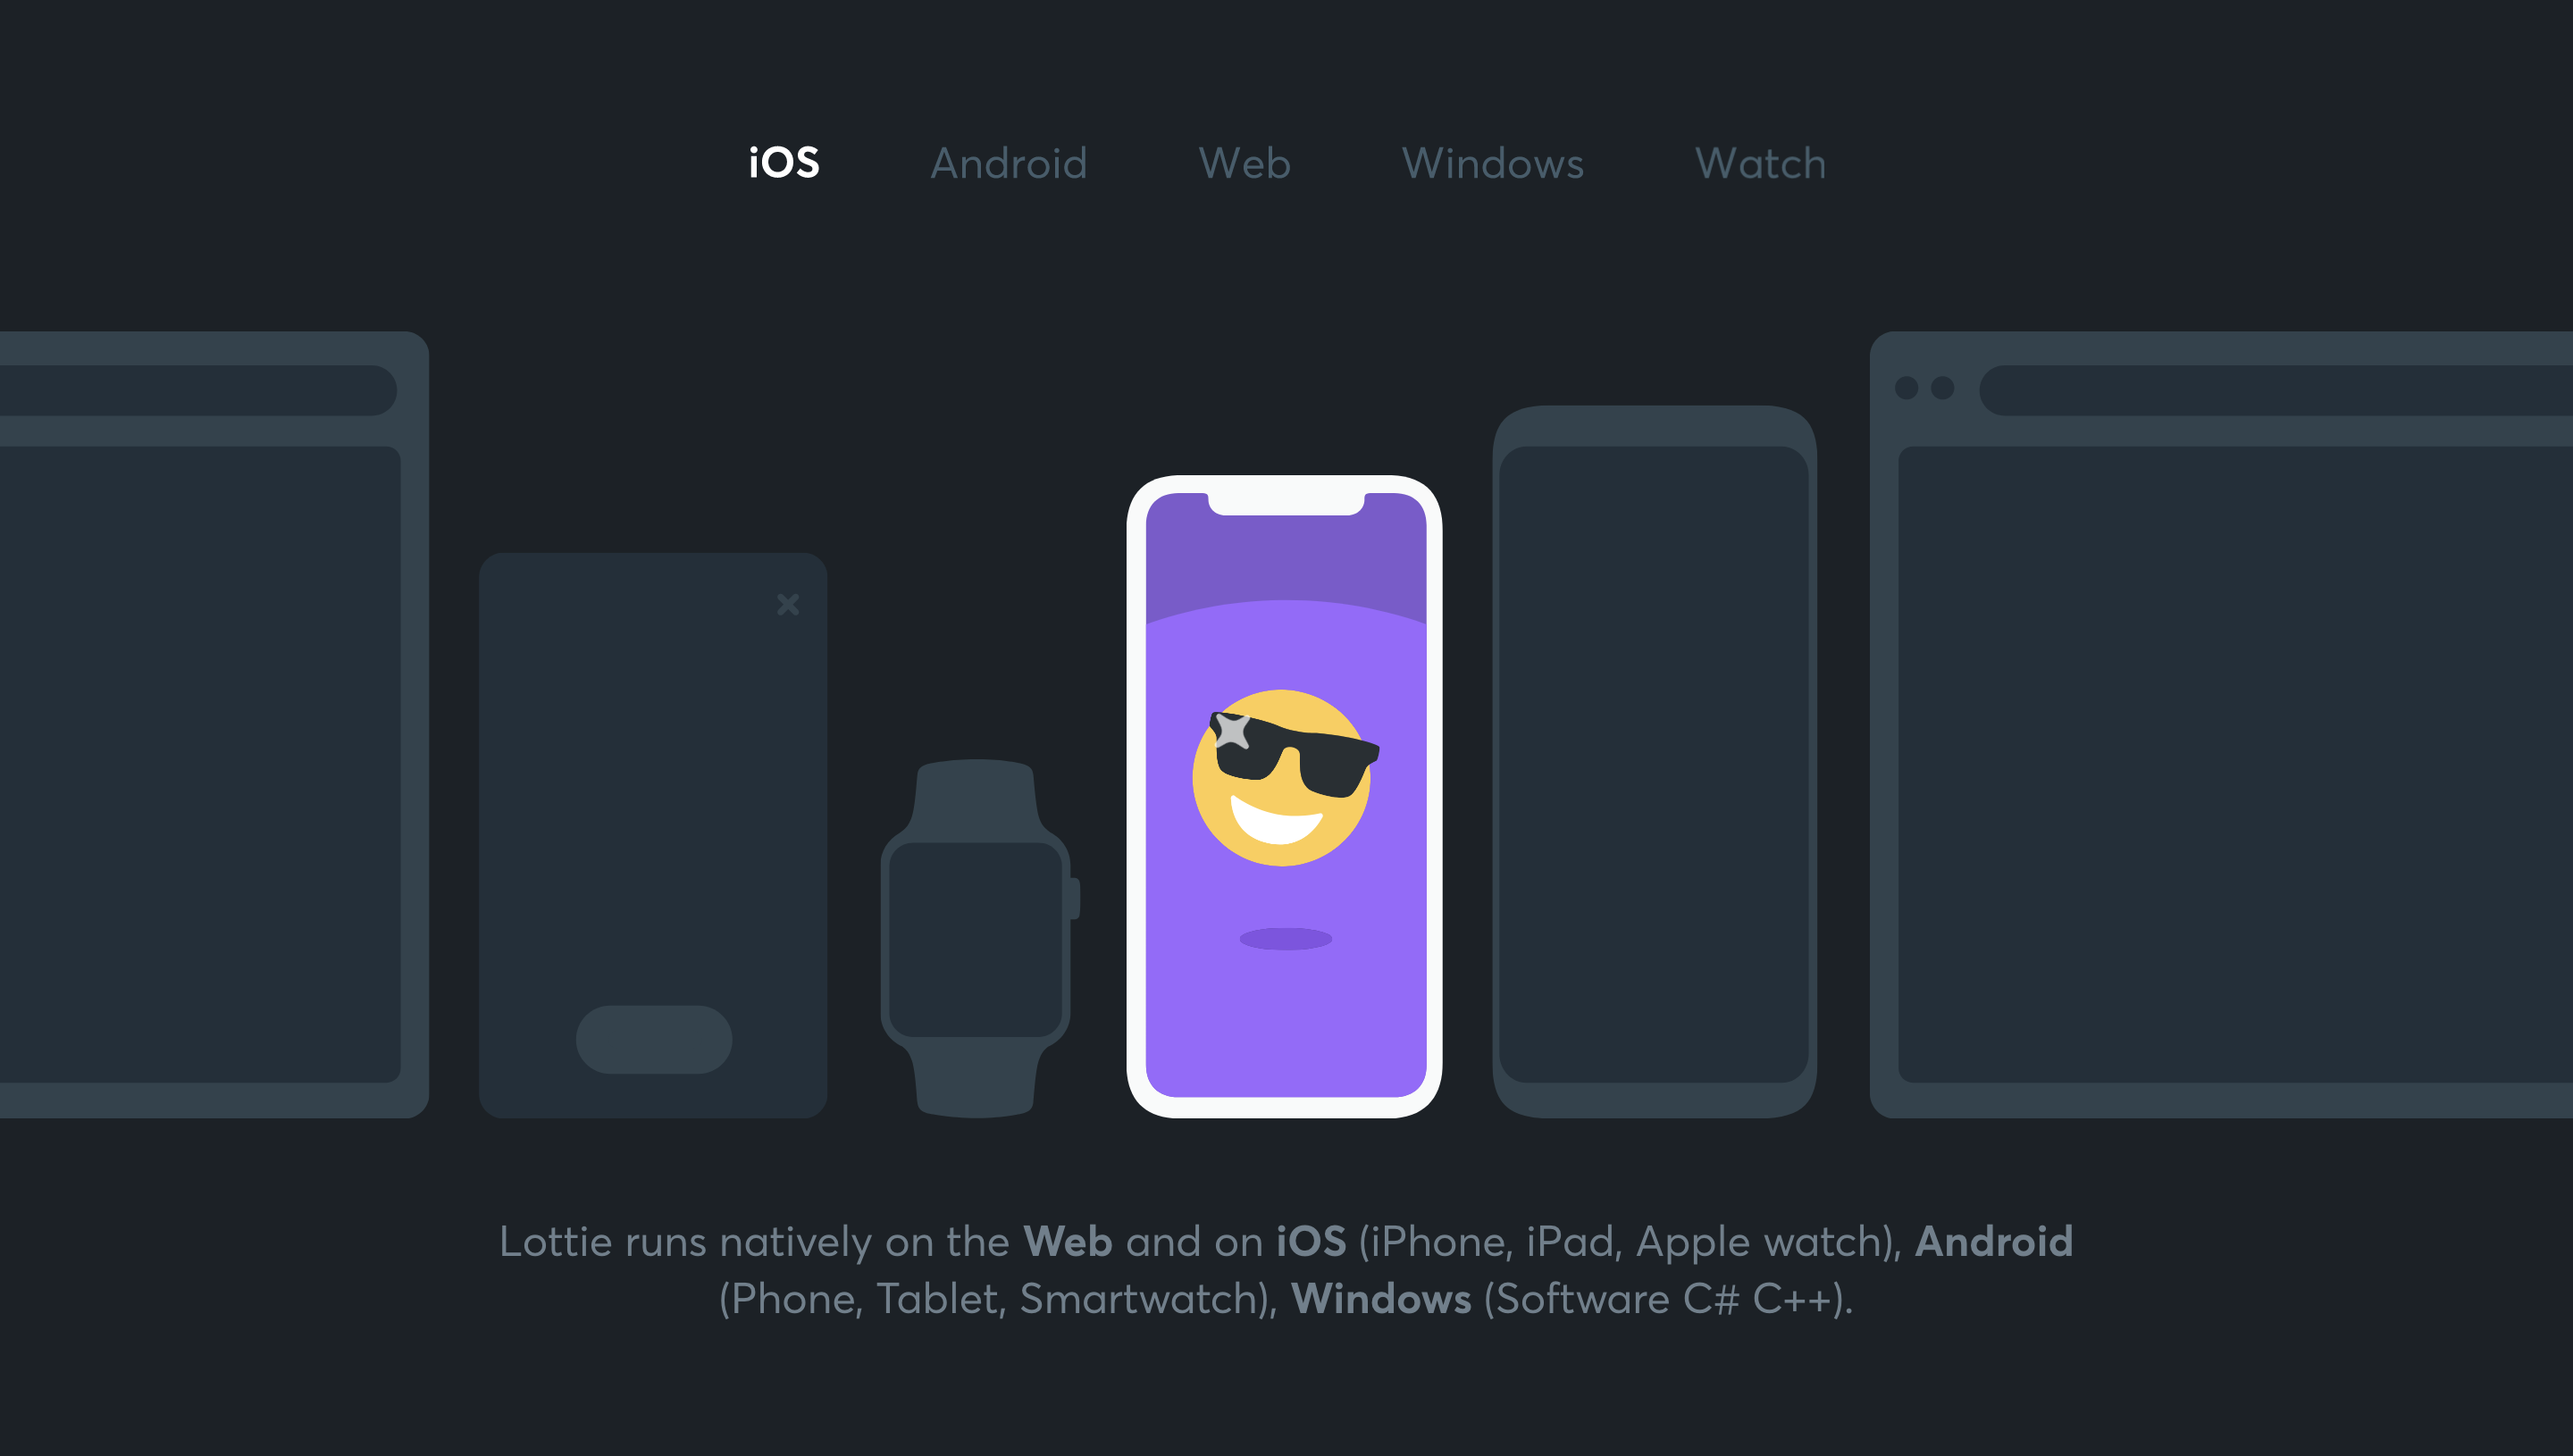 iOS Android Web Windows Watch
Lottie runs natively on the Web and on iOS (iPhone, iPad, Apple watch), Android
(Phone, Tablet, Smartwatch), Windows (Software C# C++).